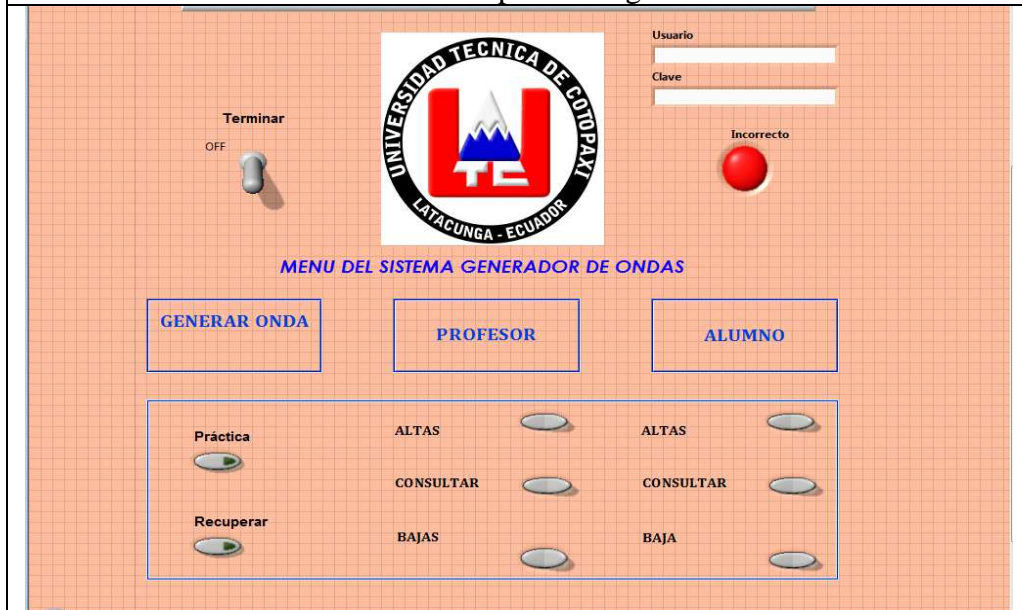 Usuario
Clave
Terminar
OFF
Incorrecto
UNIVERSIDAD TECNICA DE COTOPAXI
UTC
LATACUNGA - ECUADOR
MENU DEL SISTEMA GENERADOR DE ONDAS
GENERAR ONDA
PROFESOR
ALUMNO
Práctica
ALTAS
ALTAS
CONSULTAR
CONSULTAR
Recuperar
BAJAS
BAJA